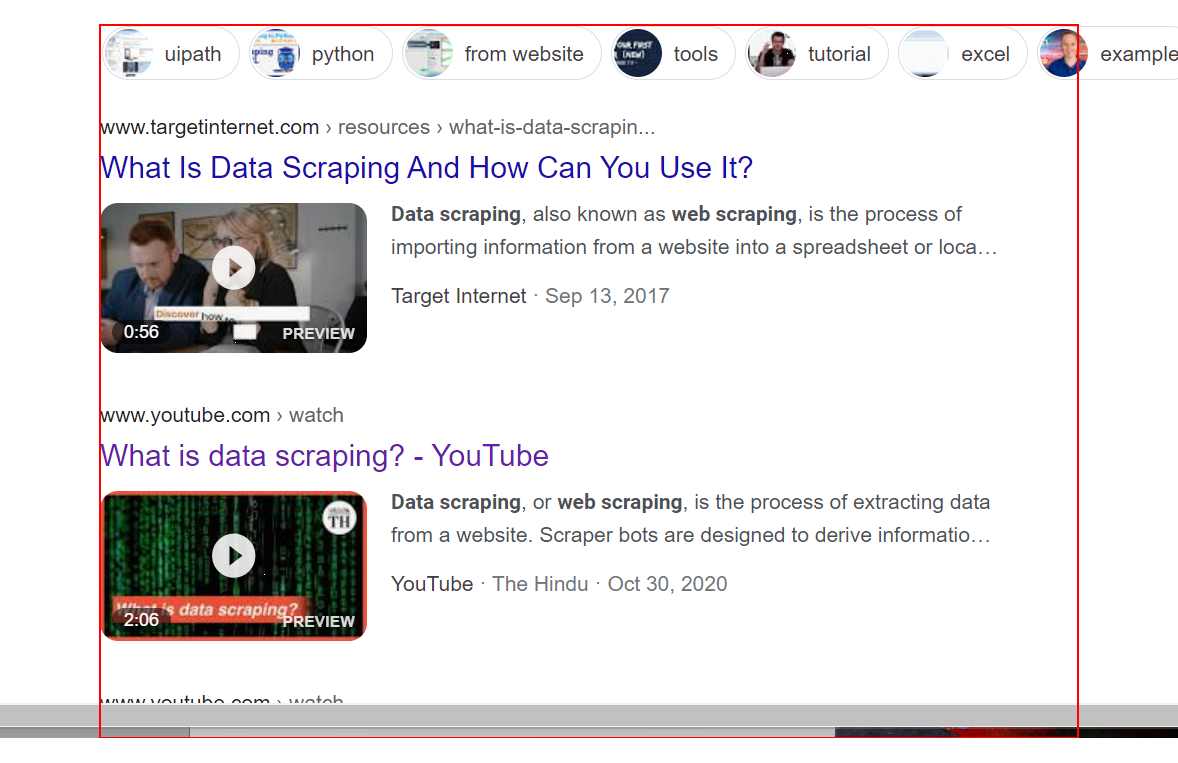 uipath python from website tools tutorial excel example
www.targetinternet.com › resources › what-is-data-scrapin...
What Is Data Scraping And How Can You Use It?
Data scraping, also known as web scraping, is the process of
importing information from a website into a spreadsheet or loca…
Target Internet · Sep 13, 2017
Discover how to
0:56 PREVIEW
www.youtube.com › watch
What is data scraping? - YouTube
Data scraping, or web scraping, is the process of extracting data
from a website. Scraper bots are designed to derive informatio…
YouTube · The Hindu · Oct 30, 2020
TH
What is data scraping?
2:06 PREVIEW
www.youtube.com › watch